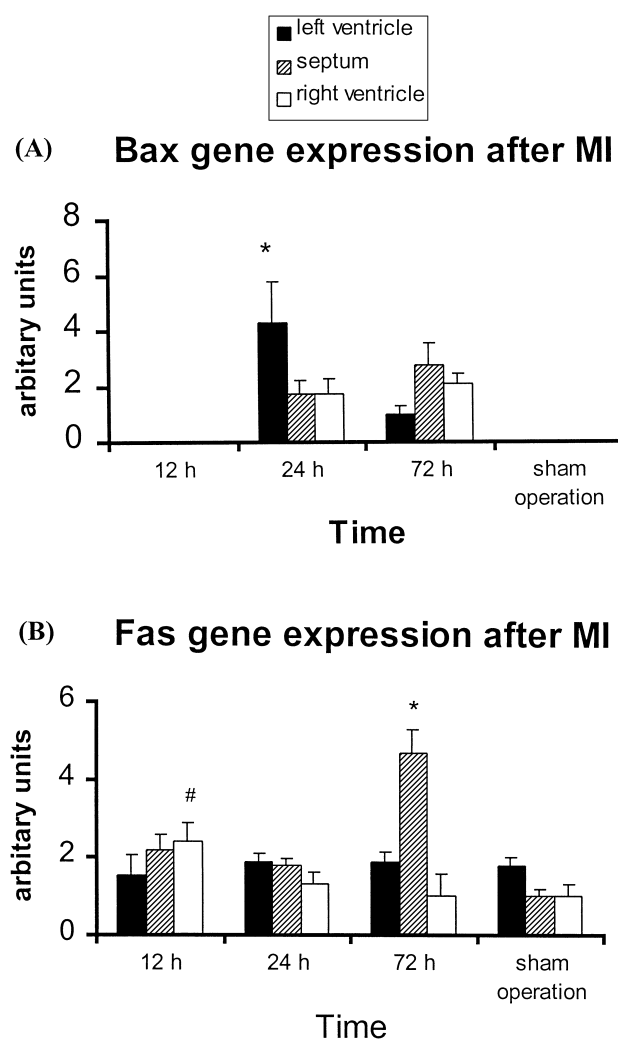 left ventricle
septum
right ventricle
(A) Bax gene expression after MI
arbitary units
8
6
4
2
0
12 h 24 h 72 h sham operation
*
Time
(B) Fas gene expression after MI
arbitary units
6
4
2
0
#
*
12 h 24 h 72 h sham operation
Time